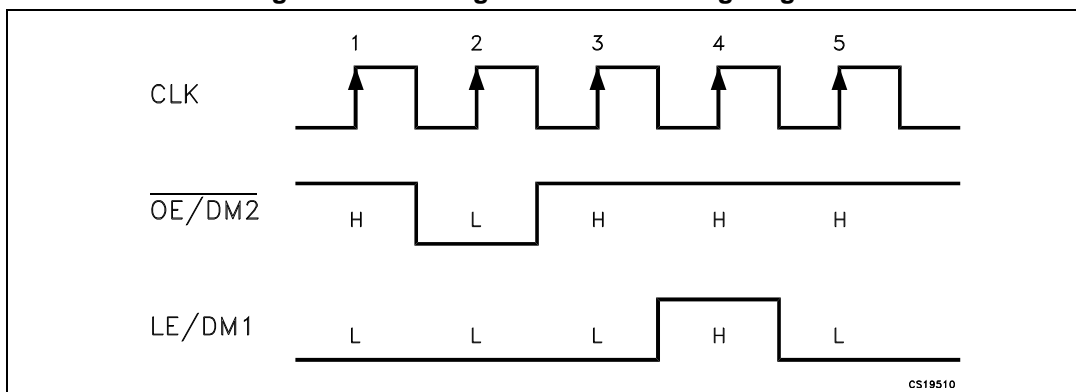 1 2 3 4 5
CLK
OE/DM2
H L H H H
LE/DM1
L L L H L
CS19510